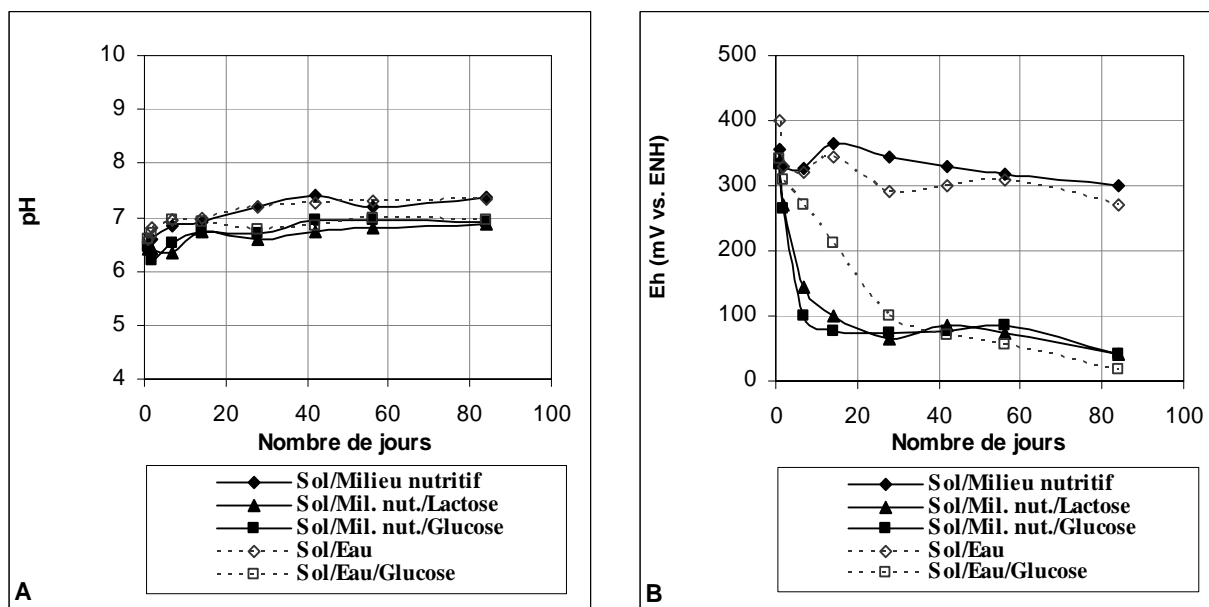 10
9
8
7
6
5
4
pH
0 20 40 60 80 100
Nombre de jours
Sol/Milieu nutritif
Sol/Mil. nut./Lactose
Sol/Mil. nut./Glucose
Sol/Eau
Sol/Eau/Glucose
A
500
400
300
200
100
0
Eh (mV vs. ENH)
0 20 40 60 80 100
Nombre de jours
Sol/Milieu nutritif
Sol/Mil. nut./Lactose
Sol/Mil. nut./Glucose
Sol/Eau
Sol/Eau/Glucose
B